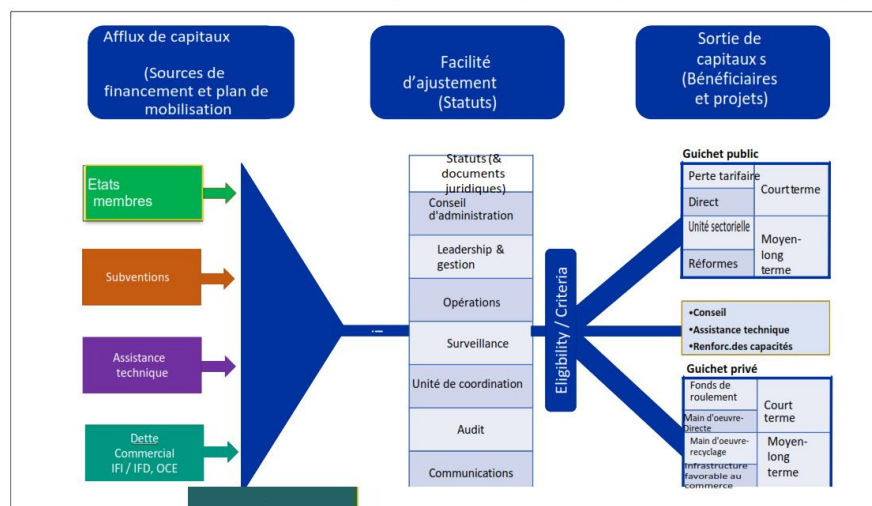 Afflux de capitaux
(Sources de
financement et plan de
mobilisation
Facilité
d'ajustement
(Statuts)
Sortie de
capitaux s
(Bénéficiaires
et projets)
Etats
membres
Subventions
Assistance
technique
Dette
Commercial
IFI / IFD, OCE
Statuts (& documents
juridiques)
Conseil
d'administration
Leadership &
gestion
Opérations
Surveillance
Unité de coordination
Audit
Communications
Eligibility / Criteria
Guichet public
Perte tarifaire
Direct
Court terme
Unité sectorielle
Réformes
Moyen-
long
terme
•Conseil
•Assistance technique
•Renforc.des capacités
Guichet privé
Fonds de
roulement
Main d'oeuvre-
Directe
Court
terme
Main d'oeuvre-
recyclage
Infrastructure
favorable au
commerce
Moyen-
long
terme